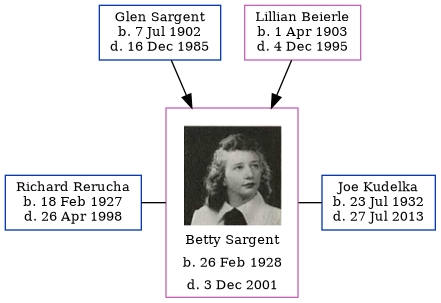 Glen Sargent
b. 7 Jul 1902
d. 16 Dec 1985
Lillian Beierle
b. 1 Apr 1903
d. 4 Dec 1995
Richard Rerucha
b. 18 Feb 1927
d. 26 Apr 1998
Betty Sargent
b. 26 Feb 1928
d. 3 Dec 2001
Joe Kudelka
b. 23 Jul 1932
d. 27 Jul 2013